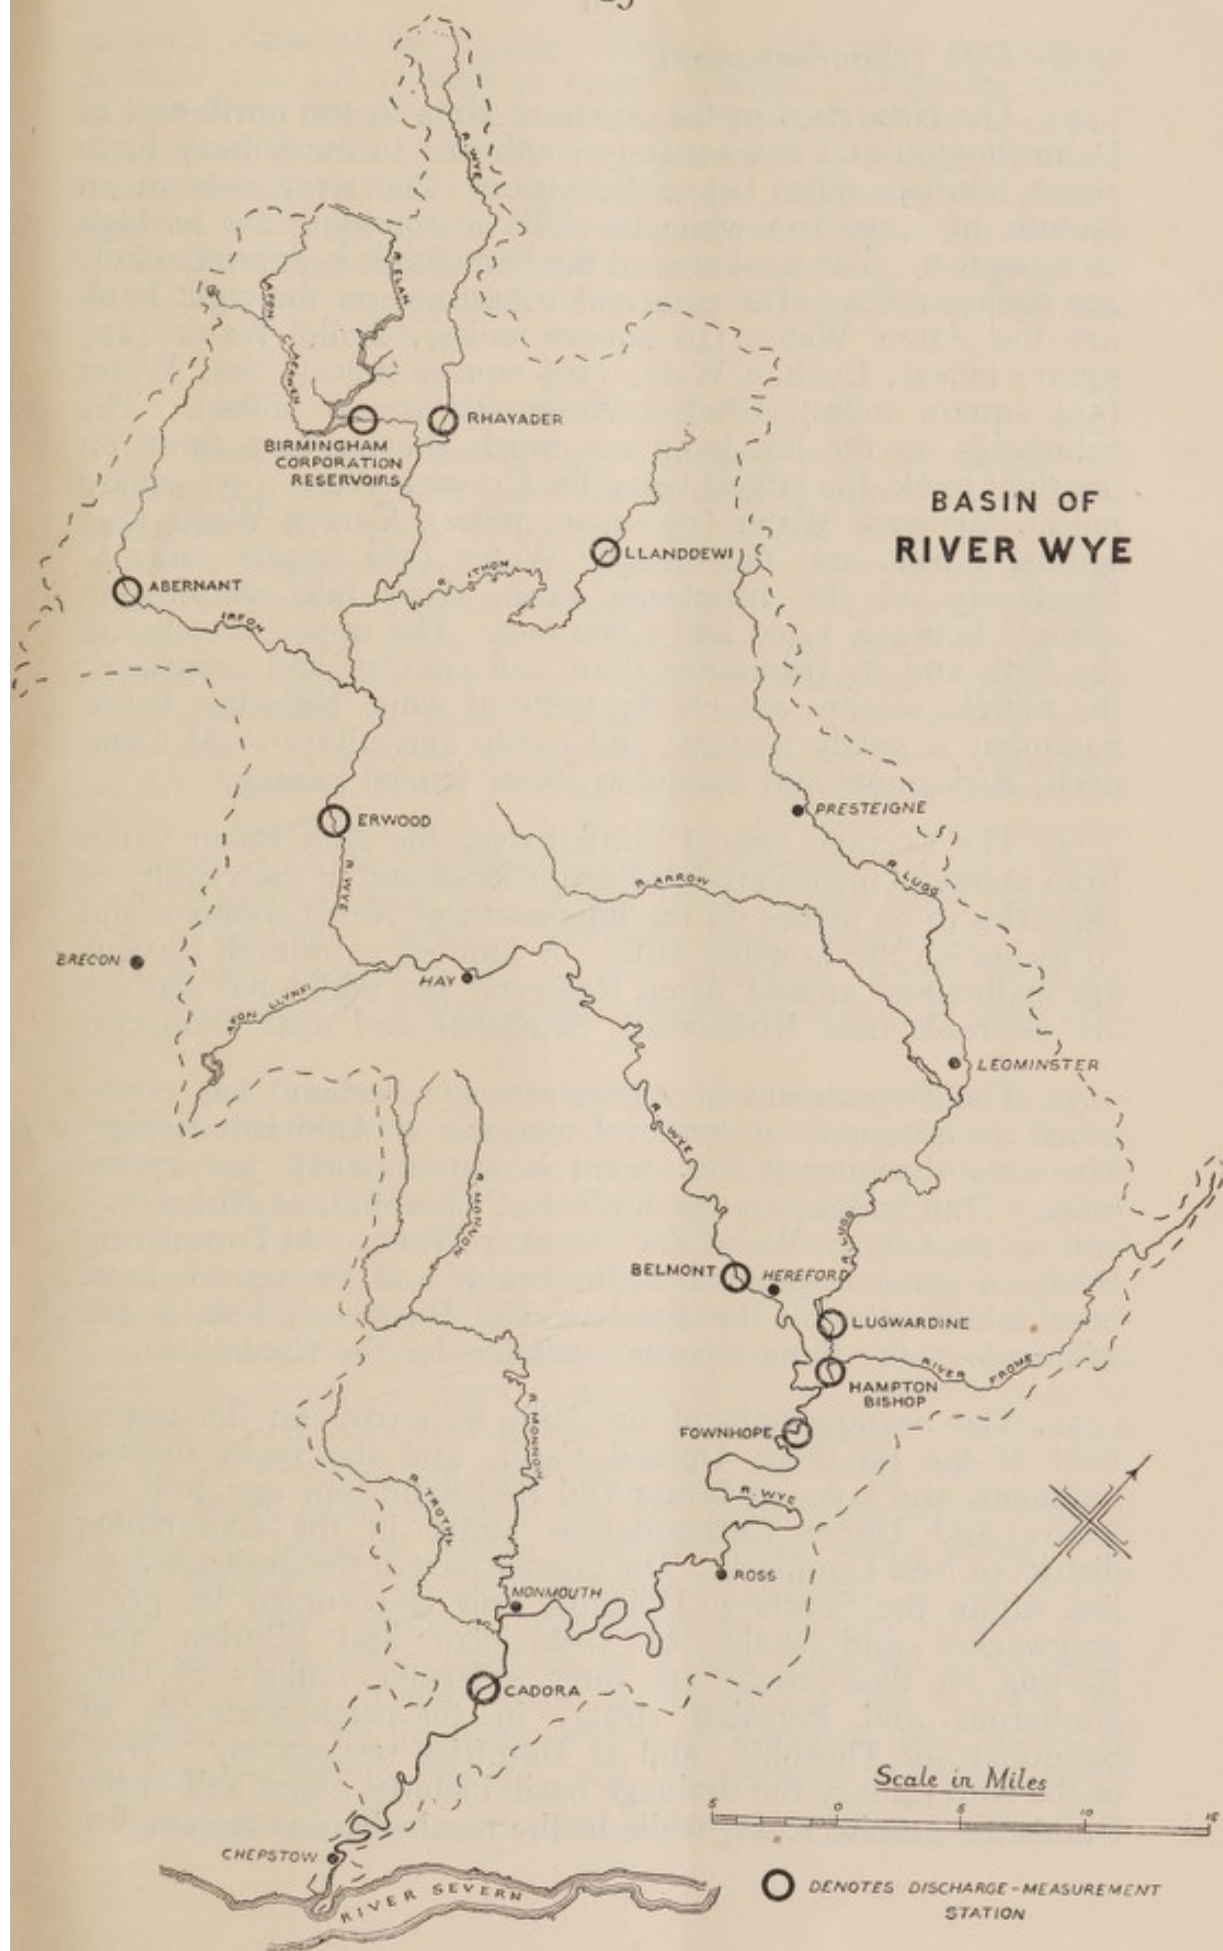 R. WYE
R. ELAN
AFON
CLAERWEN
RHAYADER
BIRMINGHAM
CORPORATION
RESERVOIRS
BASIN OF
RIVER WYE
LLANDDEWI
R. ITHON
ABERNANT
IRFON
PRESTEIGNE
ERWOOD
R. WYE
R. ARROW
R. LUGG
BRECON
HAY
AFON LLYNFI
LEOMINSTER
R. WYE
R. MONNOW
R. LUGG
BELMONT
HEREFORD
LUGWARDINE
RIVER FROME
HAMPTON
BISHOP
FOWNHOPE
R. MONNOW
R. TROTHY
R. WYE
ROSS
MONMOUTH
CADORA
Scale in Miles
5 0 5 10 15
CHEPSTOW
RIVER SEVERN
DENOTES DISCHARGE-MEASUREMENT
STATION